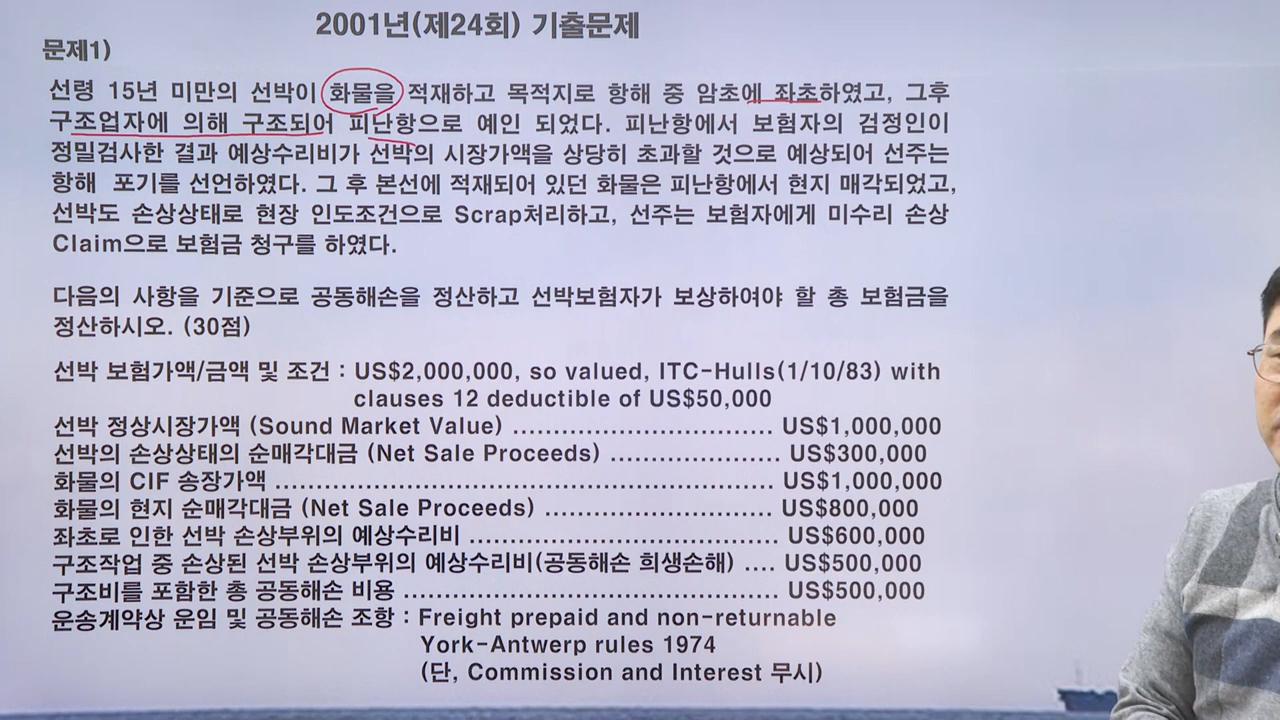 2001년(제24회) 기출문제
문제1)
선령 15년 미만의 선박이 화물을 적재하고 목적지로 항해 중 암초에 좌초하였고, 그후
구조업자에 의해 구조되어 피난항으로 예인 되었다. 피난항에서 보험자의 검정인이
정밀검사한 결과 예상수리비가 선박의 시장가액을 상당히 초과할 것으로 예상되어 선주는
항해 포기를 선언하였다. 그 후 본선에 적재되어 있던 화물은 피난항에서 현지 매각되었고,
선박도 손상상태로 현장 인도조건으로 Scrap처리하고, 선주는 보험자에게 미수리 손상
Claim으로 보험금 청구를 하였다.
다음의 사항을 기준으로 공동해손을 정산하고 선박보험자가 보상하여야 할 총 보험금을
정산하시오. (30점)
선박 보험가액/금액 및 조건 : US$2,000,000, so valued, ITC-Hulls(1/10/83) with
clauses 12 deductible of US$50,000
선박 정상시장가액 (Sound Market Value) ................................ US$1,000,000
선박의 손상상태의 순매각대금 (Net Sale Proceeds) .................... US$300,000
화물의 CIF 송장가액 ............................................................ US$1,000,000
화물의 현지 순매각대금 (Net Sale Proceeds) ........................... US$800,000
좌초로 인한 선박 손상부위의 예상수리비 ..................................... US$600,000
구조작업 중 손상된 선박 손상부위의 예상수리비(공동해손 희생손해) .... US$500,000
구조비를 포함한 총 공동해손 비용 ............................................. US$500,000
운송계약상 운임 및 공동해손 조항 : Freight prepaid and non-returnable
York-Antwerp rules 1974
(단, Commission and Interest 무시)